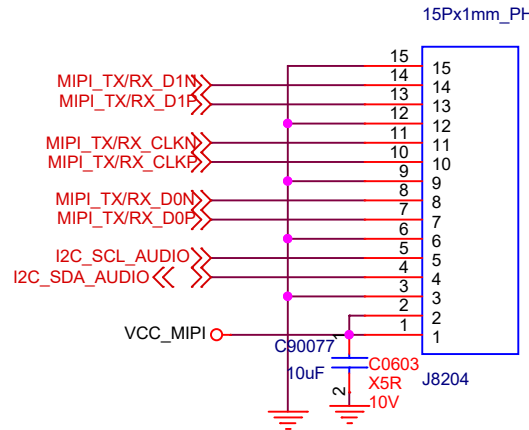 15Px1mm_PH
15 15
MIPI_TX/RX_D1N 14 14
MIPI_TX/RX_D1P 13 13
12 12
MIPI_TX/RX_CLKN 11 11
MIPI_TX/RX_CLKP 10 10
9 9
MIPI_TX/RX_D0N 8 8
MIPI_TX/RX_D0P 7 7
6 6
I2C_SCL_AUDIO 5 5
I2C_SDA_AUDIO 4 4
3 3
2 2
VCC_MIPI 1 1
C90077 1
C0603
10uF
X5R
J8204
2 10V